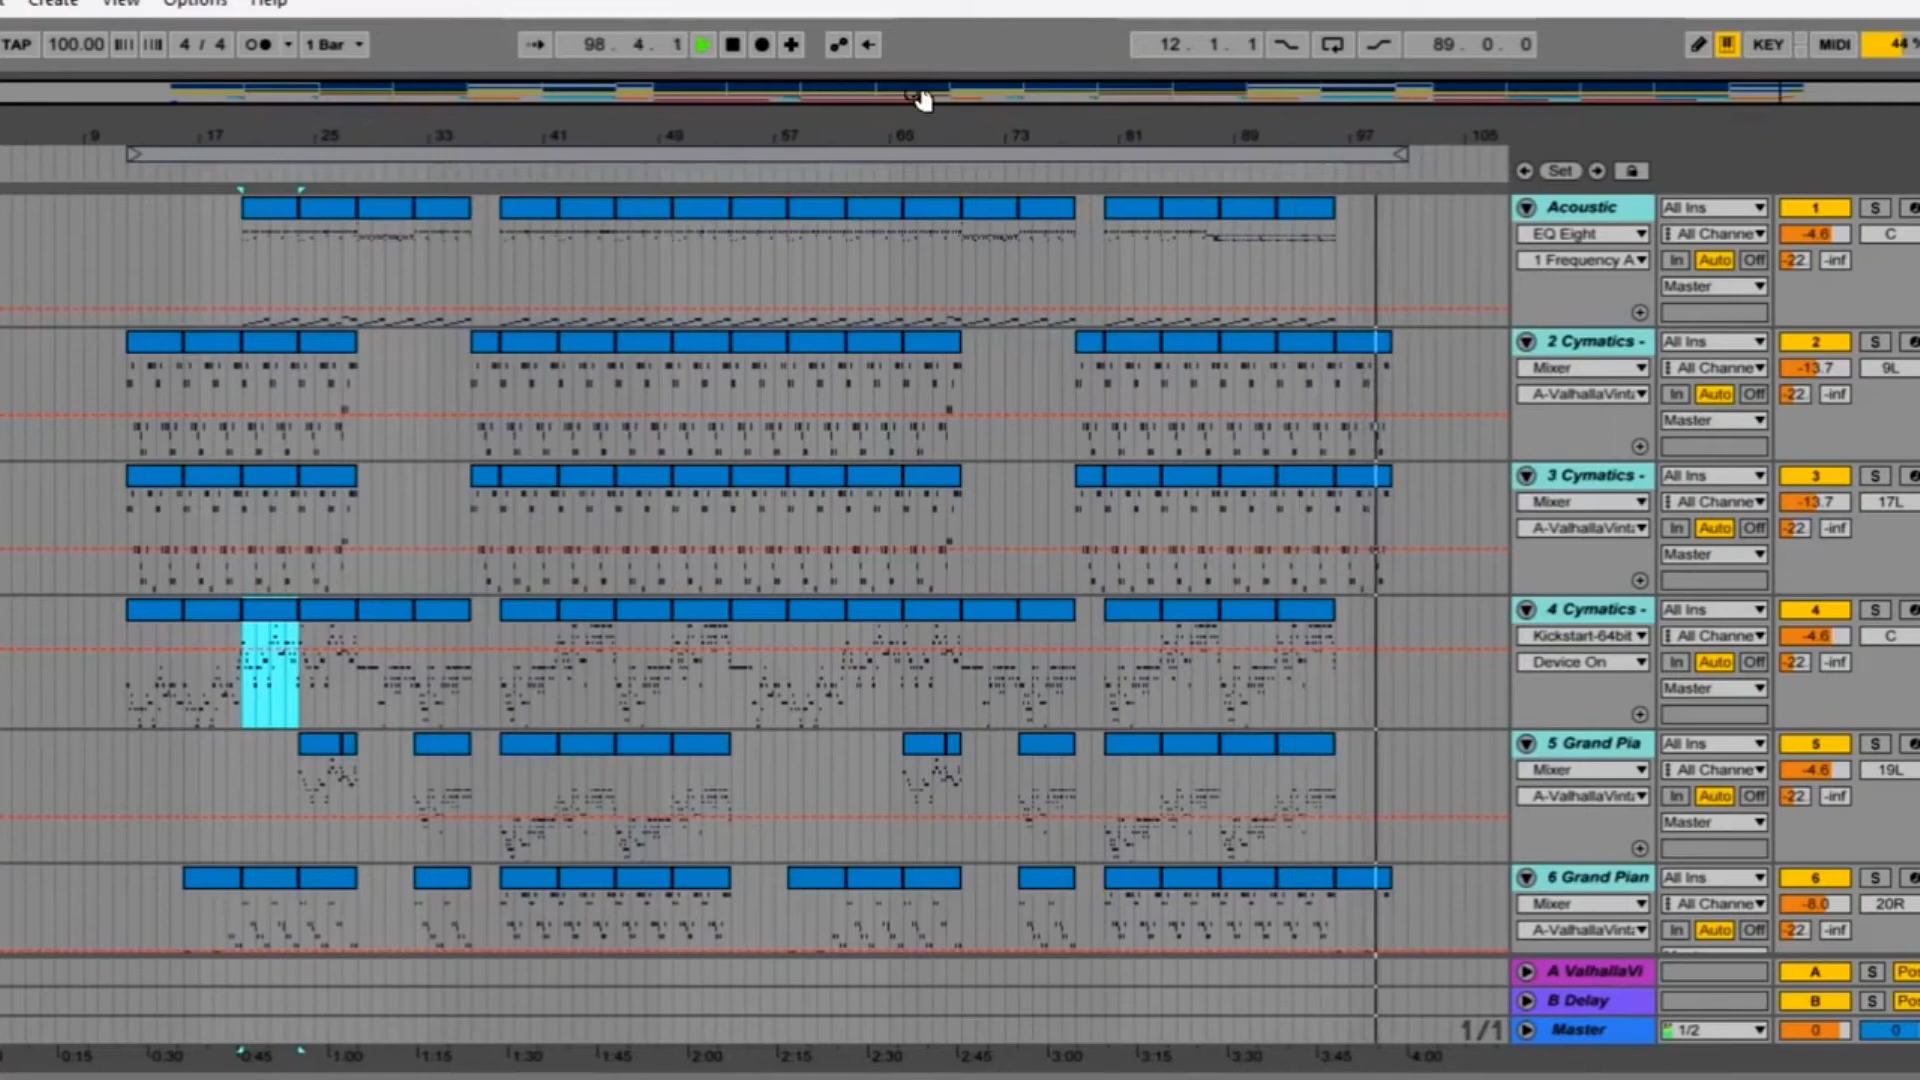 Create View Options Help
TAP 100.00 4 / 4 1 Bar 98. 4. 1 12. 1. 1 89. 0. 0 KEY MIDI 44 %
9 17 25 33 41 49 57 65 73 81 89 97 105
Set
Acoustic All Ins 1 S
EQ Eight All Channe -4.6 C
1 Frequency A In Auto Off -22. -inf
Master
2 Cymatics - All Ins 2 S
Mixer All Channe -13.7 9L
A-ValhallaVint In Auto Off -22. -inf
Master
3 Cymatics - All Ins 3 S
Mixer All Channe -13.7 17L
A-ValhallaVint In Auto Off -22. -inf
Master
4 Cymatics - All Ins 4 S
Kickstart-64bit All Channe -4.6 C
Device On In Auto Off -22. -inf
Master
5 Grand Pia All Ins 5 S
Mixer All Channe -4.6 19L
A-ValhallaVint In Auto Off -22. -inf
Master
6 Grand Pian All Ins 6 S
Mixer All Channe -8.0 20R
A-ValhallaVint In Auto Off -22. -inf
A ValhallaVi A S Pos
B Delay B S Pos
1/1 Master 1/2 0 0
0:15 0:30 0:45 1:00 1:15 1:30 1:45 2:00 2:15 2:30 2:45 3:00 3:15 3:30 3:45 4:00